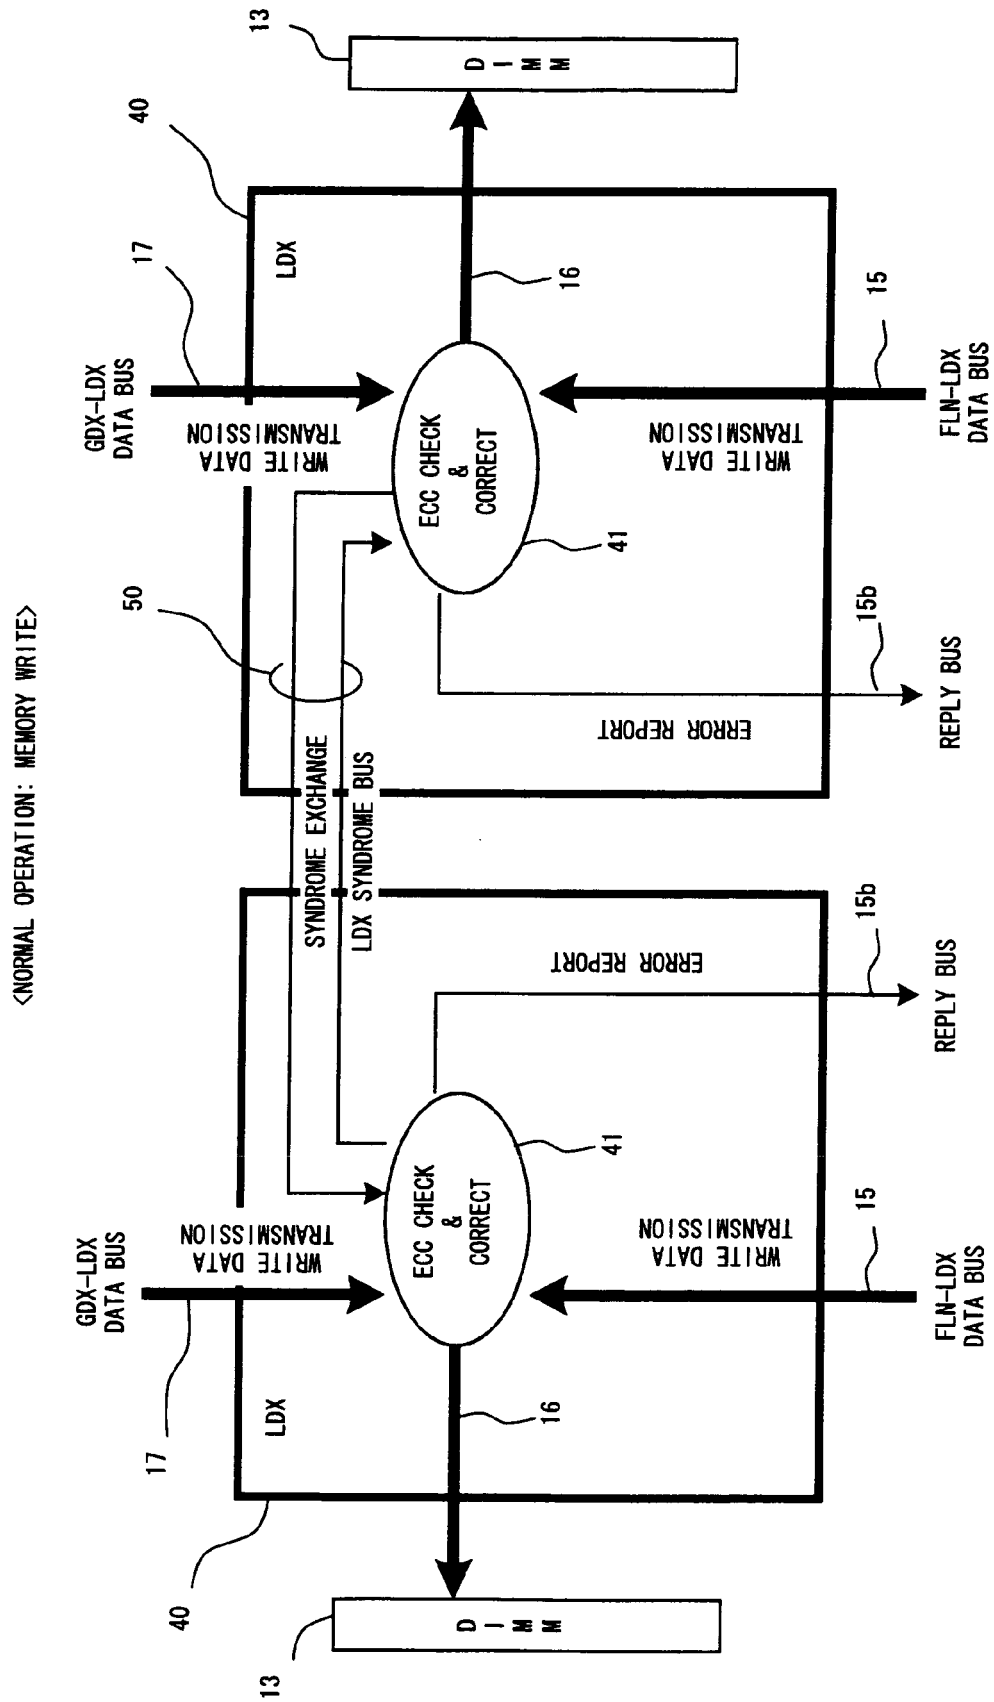 <NORMAL OPERATION: MEMORY WRITE>
GDX-LDX
DATA BUS
17
40
LDX
WRITE DATA
TRANSMISSION
13
DIMM
16
ECC CHECK
&
CORRECT
41
WRITE DATA
TRANSMISSION
15
FLN-LDX
DATA BUS
ERROR REPORT
15b
REPLY BUS
50
SYNDROME EXCHANGE
LDX SYNDROME BUS
GDX-LDX
DATA BUS
17
40
LDX
WRITE DATA
TRANSMISSION
13
DIMM
16
ECC CHECK
&
CORRECT
41
WRITE DATA
TRANSMISSION
15
FLN-LDX
DATA BUS
ERROR REPORT
15b
REPLY BUS